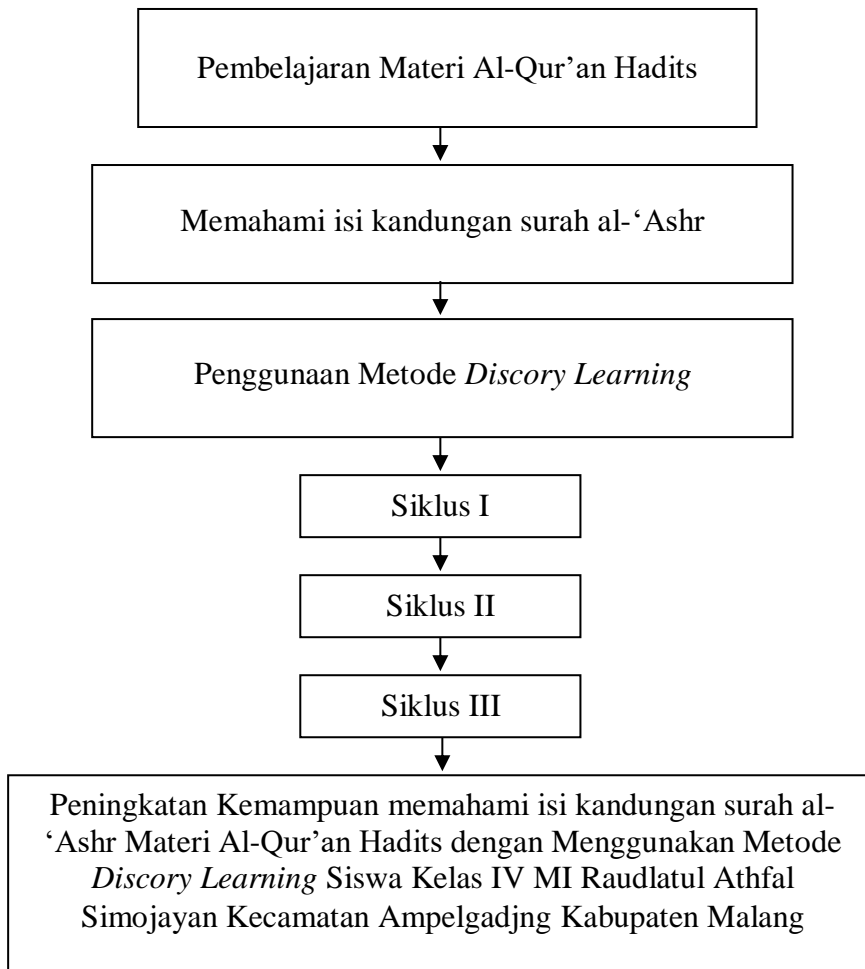 Pembelajaran Materi Al-Qur’an Hadits
Memahami isi kandungan surah al-‘Ashr
Penggunaan Metode Discory Learning
Siklus I
Siklus II
Siklus III
Peningkatan Kemampuan memahami isi kandungan surah al-
‘Ashr Materi Al-Qur’an Hadits dengan Menggunakan Metode
Discory Learning Siswa Kelas IV MI Raudlatul Athfal
Simojayan Kecamatan Ampelgadjng Kabupaten Malang